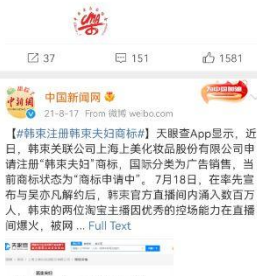 37
151
1581
中国新闻网
21-8-17 From 微博 weibo.com
【#韩束注册韩束夫妇商标#】天眼查App显示，近
日，韩束关联公司上海上美化妆品股份有限公司申
请注册“韩束夫妇”商标，国际分类为广告销售，当
前商标状态为“商标申请中”。 7月18日，在率先宣
布与吴亦凡解约后，韩束官方直播间内涌入数百万
人，韩束的两位淘宝主播因优秀的控场能力在直播
间爆火，被网 ... Full Text